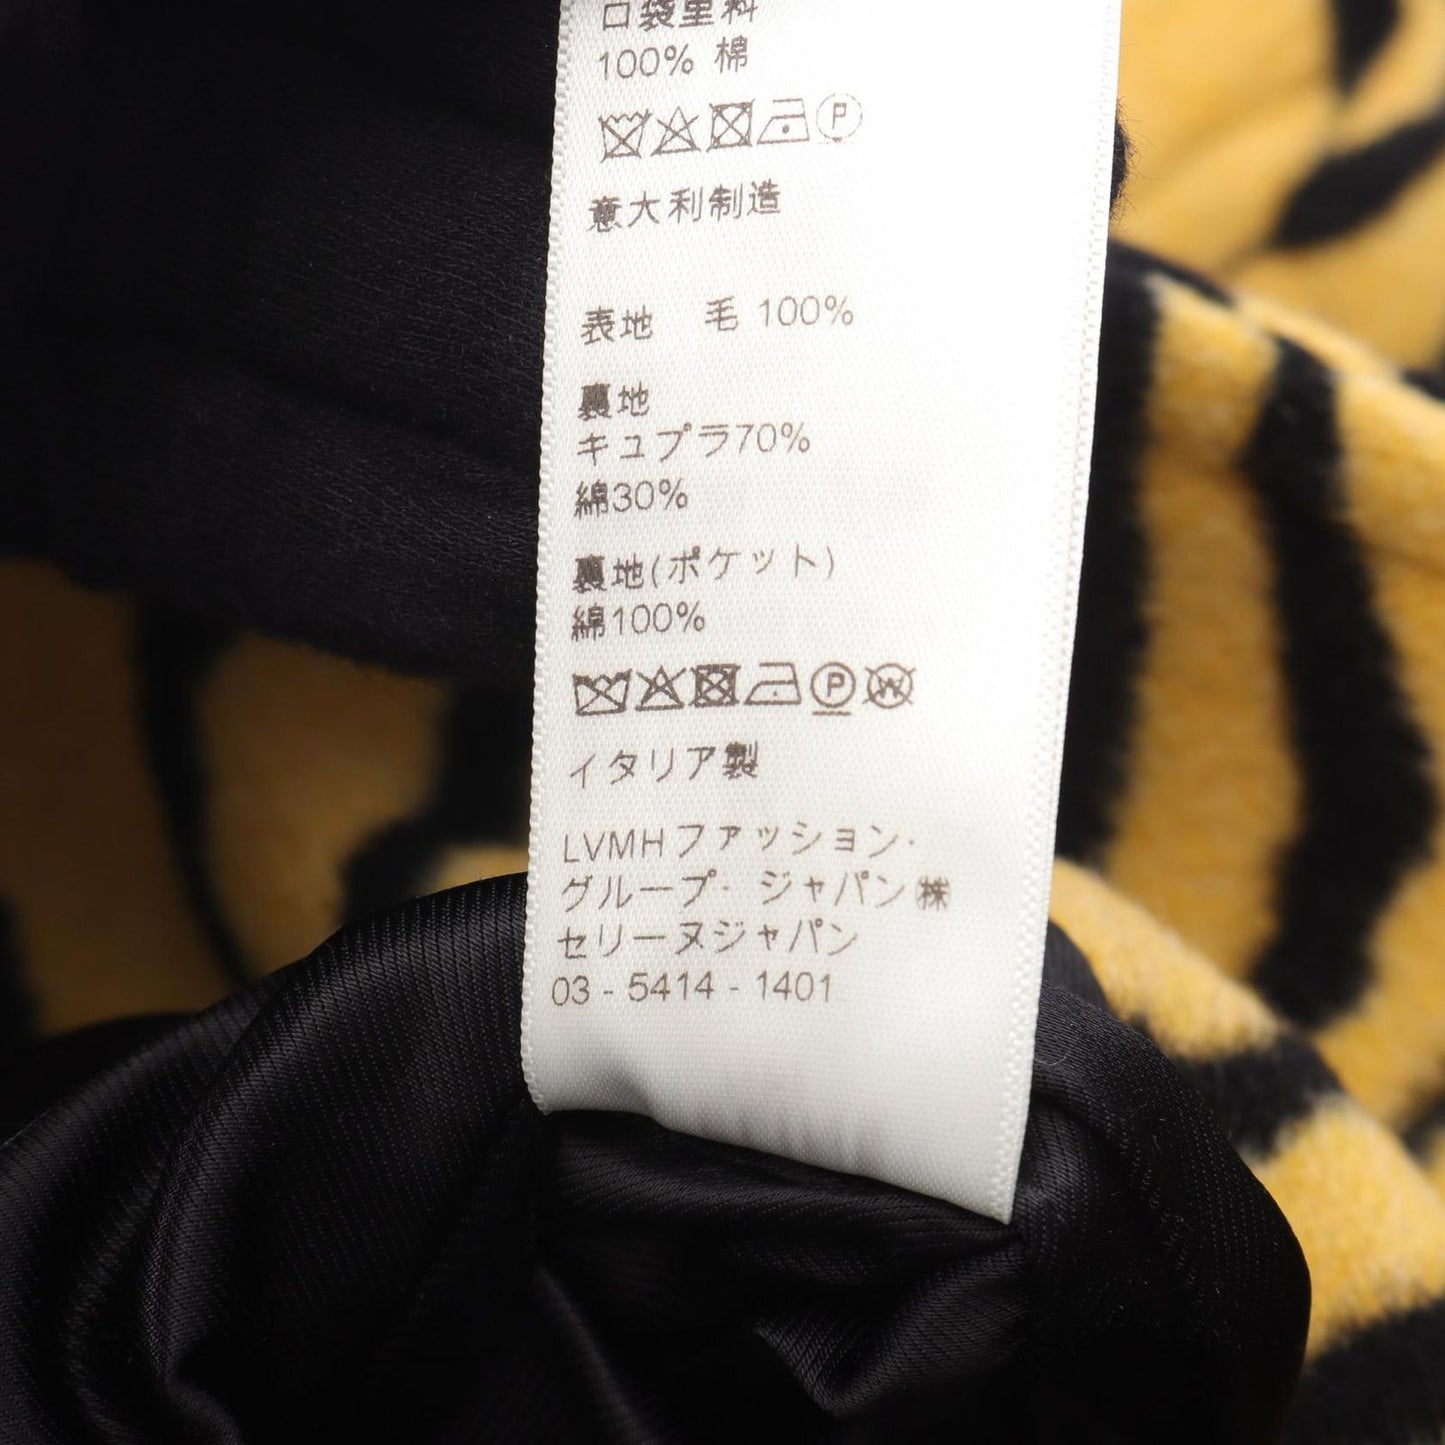 口袋里料
100% 棉
P
意大利制造
表地 毛 100%
裏地
キュプラ70%
綿30%
裏地(ポケット)
綿100%
P W
イタリア製
LVMHファッション·
グループ· ジャパン㈱
セリーヌジャパン
03 - 5414 - 1401